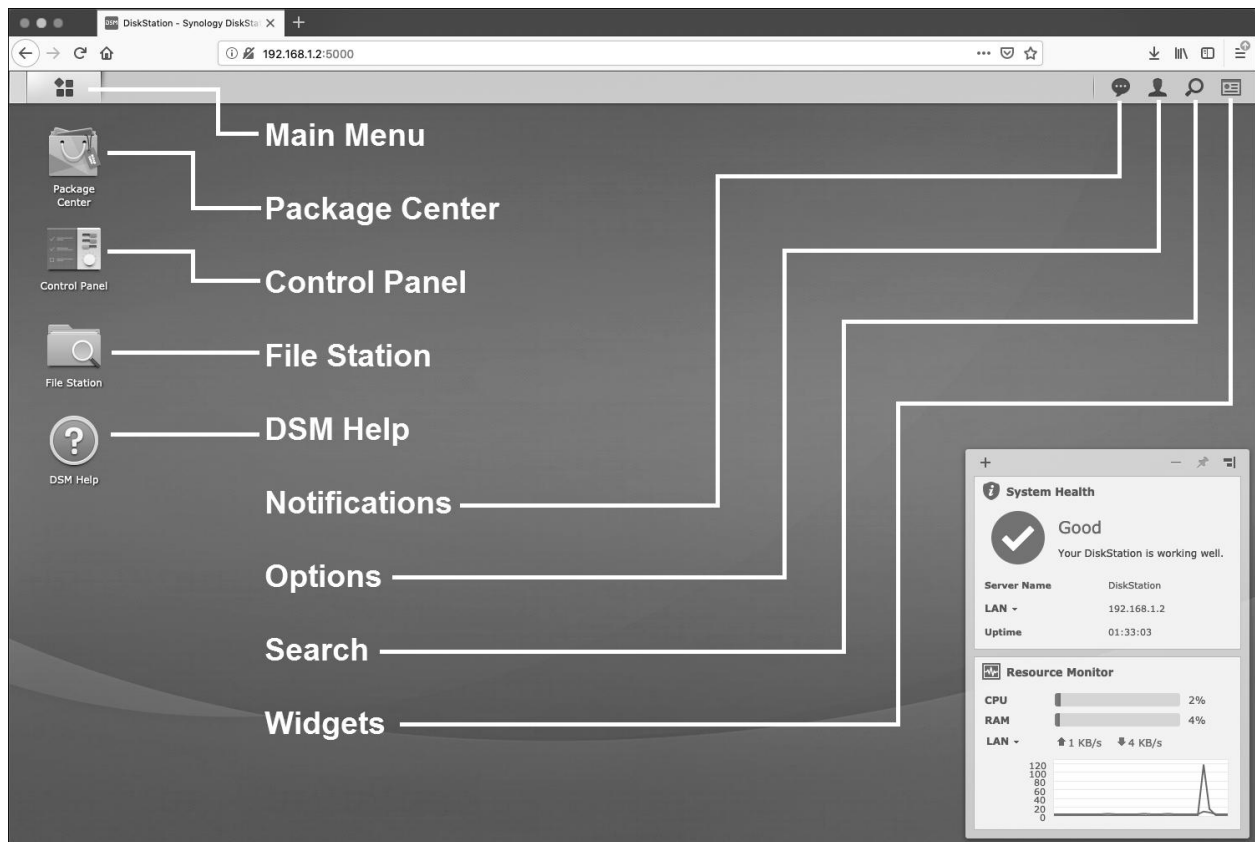 DiskStation - Synology DiskSta
192.168.1.2:5000
Main Menu
Package Center
Package
Center
Control Panel
Control Panel
File Station
File Station
DSM Help
DSM Help
Notifications
Options
Search
Widgets
System Health
Good
Your DiskStation is working well.
Server Name DiskStation
LAN 192.168.1.2
Uptime 01:33:03
Resource Monitor
CPU 2%
RAM 4%
LAN 1 KB/s 4 KB/s
120
100
80
60
40
20
0